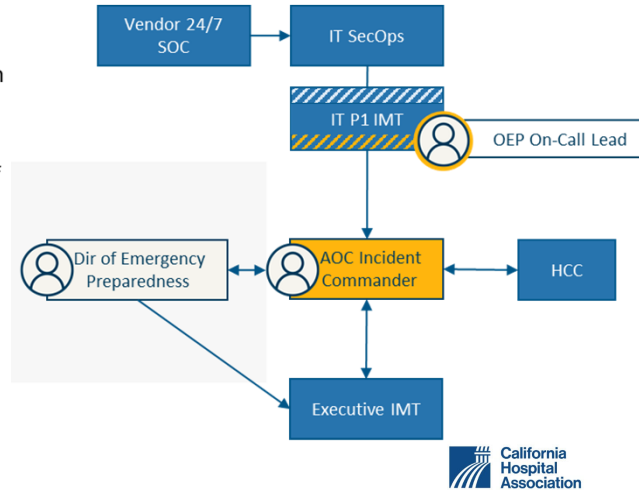 Vendor 24/7
SOC
IT SecOps
IT P1 IMT
OEP On-Call Lead
Dir of Emergency
Preparedness
AOC Incident
Commander
HCC
Executive IMT
California
Hospital
Association